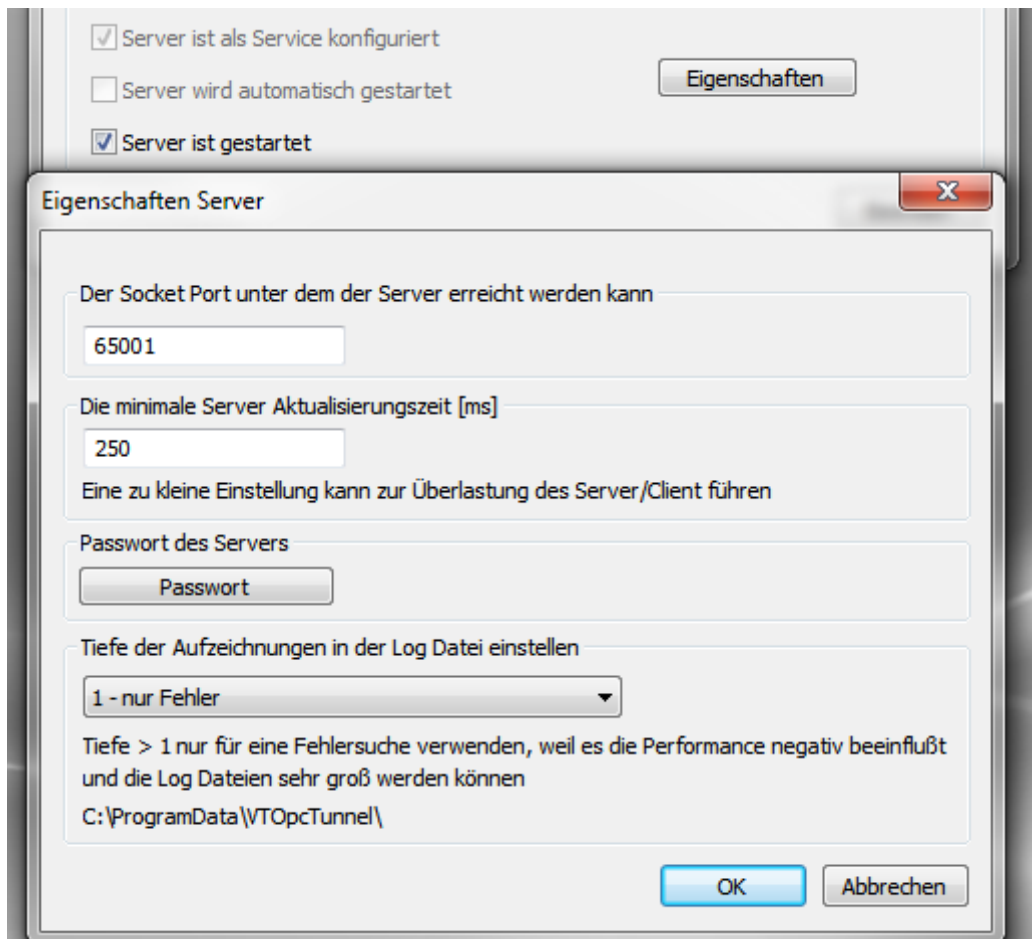 Server ist als Service konfiguriert
Server wird automatisch gestartet
Eigenschaften
Server ist gestartet
Eigenschaften Server
Der Socket Port unter dem der Server erreicht werden kann
65001
Die minimale Server Aktualisierungszeit [ms]
250
Eine zu kleine Einstellung kann zur Überlastung des Server/Client führen
Passwort des Servers
Passwort
Tiefe der Aufzeichnungen in der Log Datei einstellen
1 - nur Fehler
Tiefe > 1 nur für eine Fehlersuche verwenden, weil es die Performance negativ beeinflußt
und die Log Dateien sehr groß werden können
C:\ProgramData\VTOpcTunnel\
OK
Abbrechen